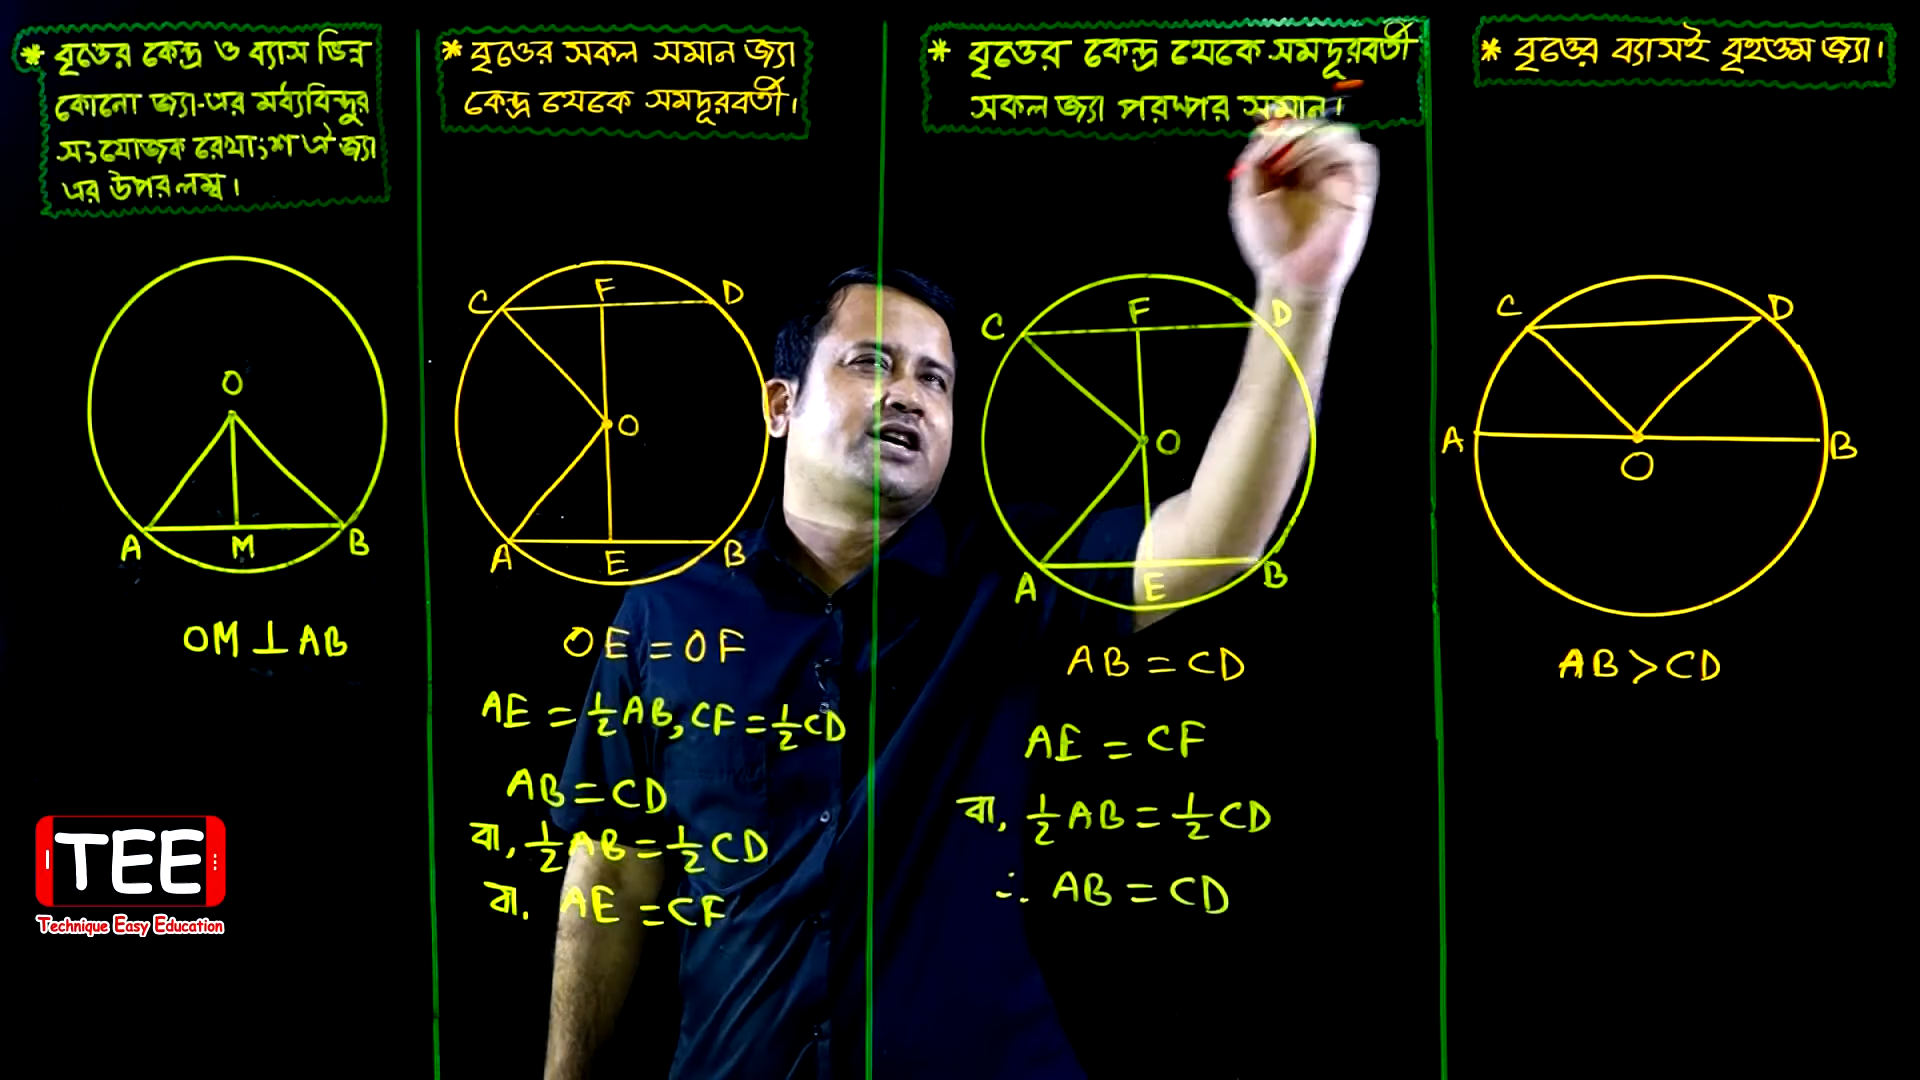 * বৃত্তের কেন্দ্র ও ব্যাস ভিন্ন
কোনো জ্যা-এর মধ্যবিন্দুর
সংযোজক রেখাংশ ঐ জ্যা
এর উপর লম্ব।
O
A M B
OM ⊥ AB
* বৃত্তের সকল সমান জ্যা
কেন্দ্র থেকে সমদূরবর্তী।
C F D
O
A E B
OE = OF
AE = ½AB, CF = ½CD
AB = CD
বা, ½AB = ½CD
বা. AE = CF
* বৃত্তের কেন্দ্র থেকে সমদূরবর্তী
সকল জ্যা পরস্পর সমান।
C F D
O
A E B
AB = CD
AE = CF
বা, ½AB = ½CD
∴ AB = CD
* বৃত্তের ব্যাসই বৃহত্তম জ্যা।
C D
A O B
AB > CD
TEE
Technique Easy Education